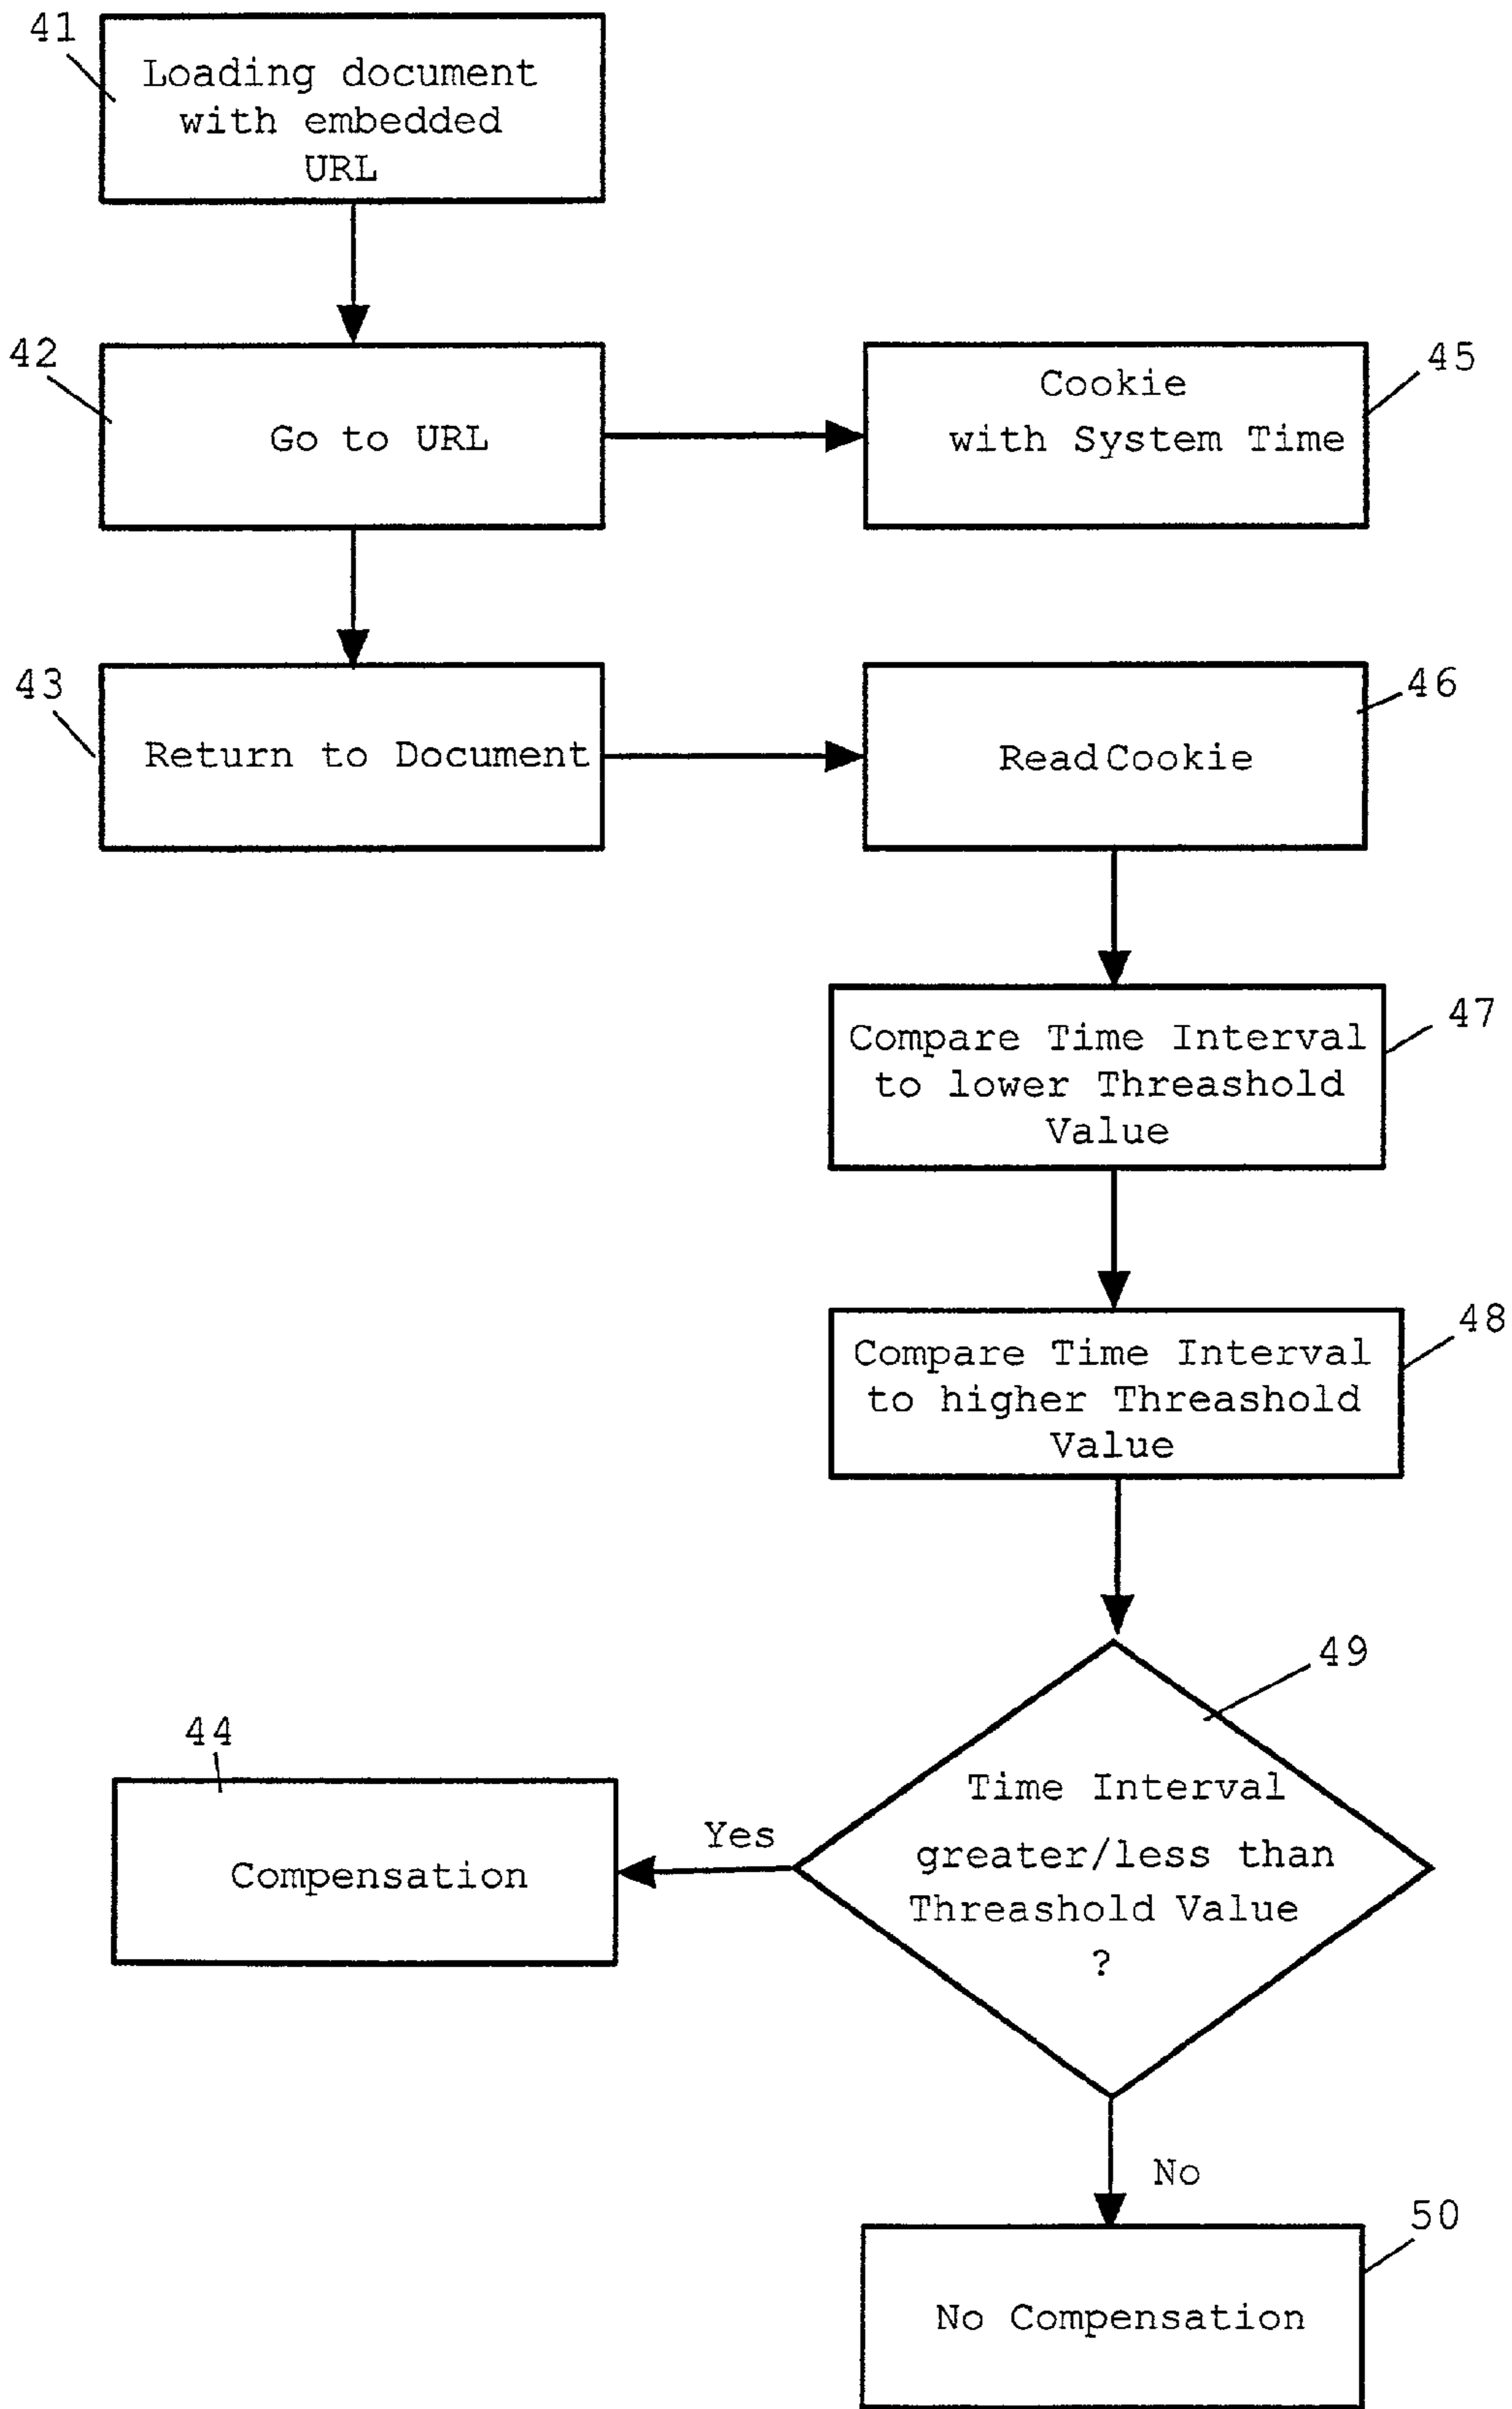 41
Loading document
with embedded
URL
42
Go to URL
45
Cookie
with System Time
43
Return to Document
46
Read Cookie
47
Compare Time Interval
to lower Threashold
Value
48
Compare Time Interval
to higher Threashold
Value
49
Time Interval
greater/less than
Threashold Value
?
Yes
44
Compensation
No
50
No Compensation